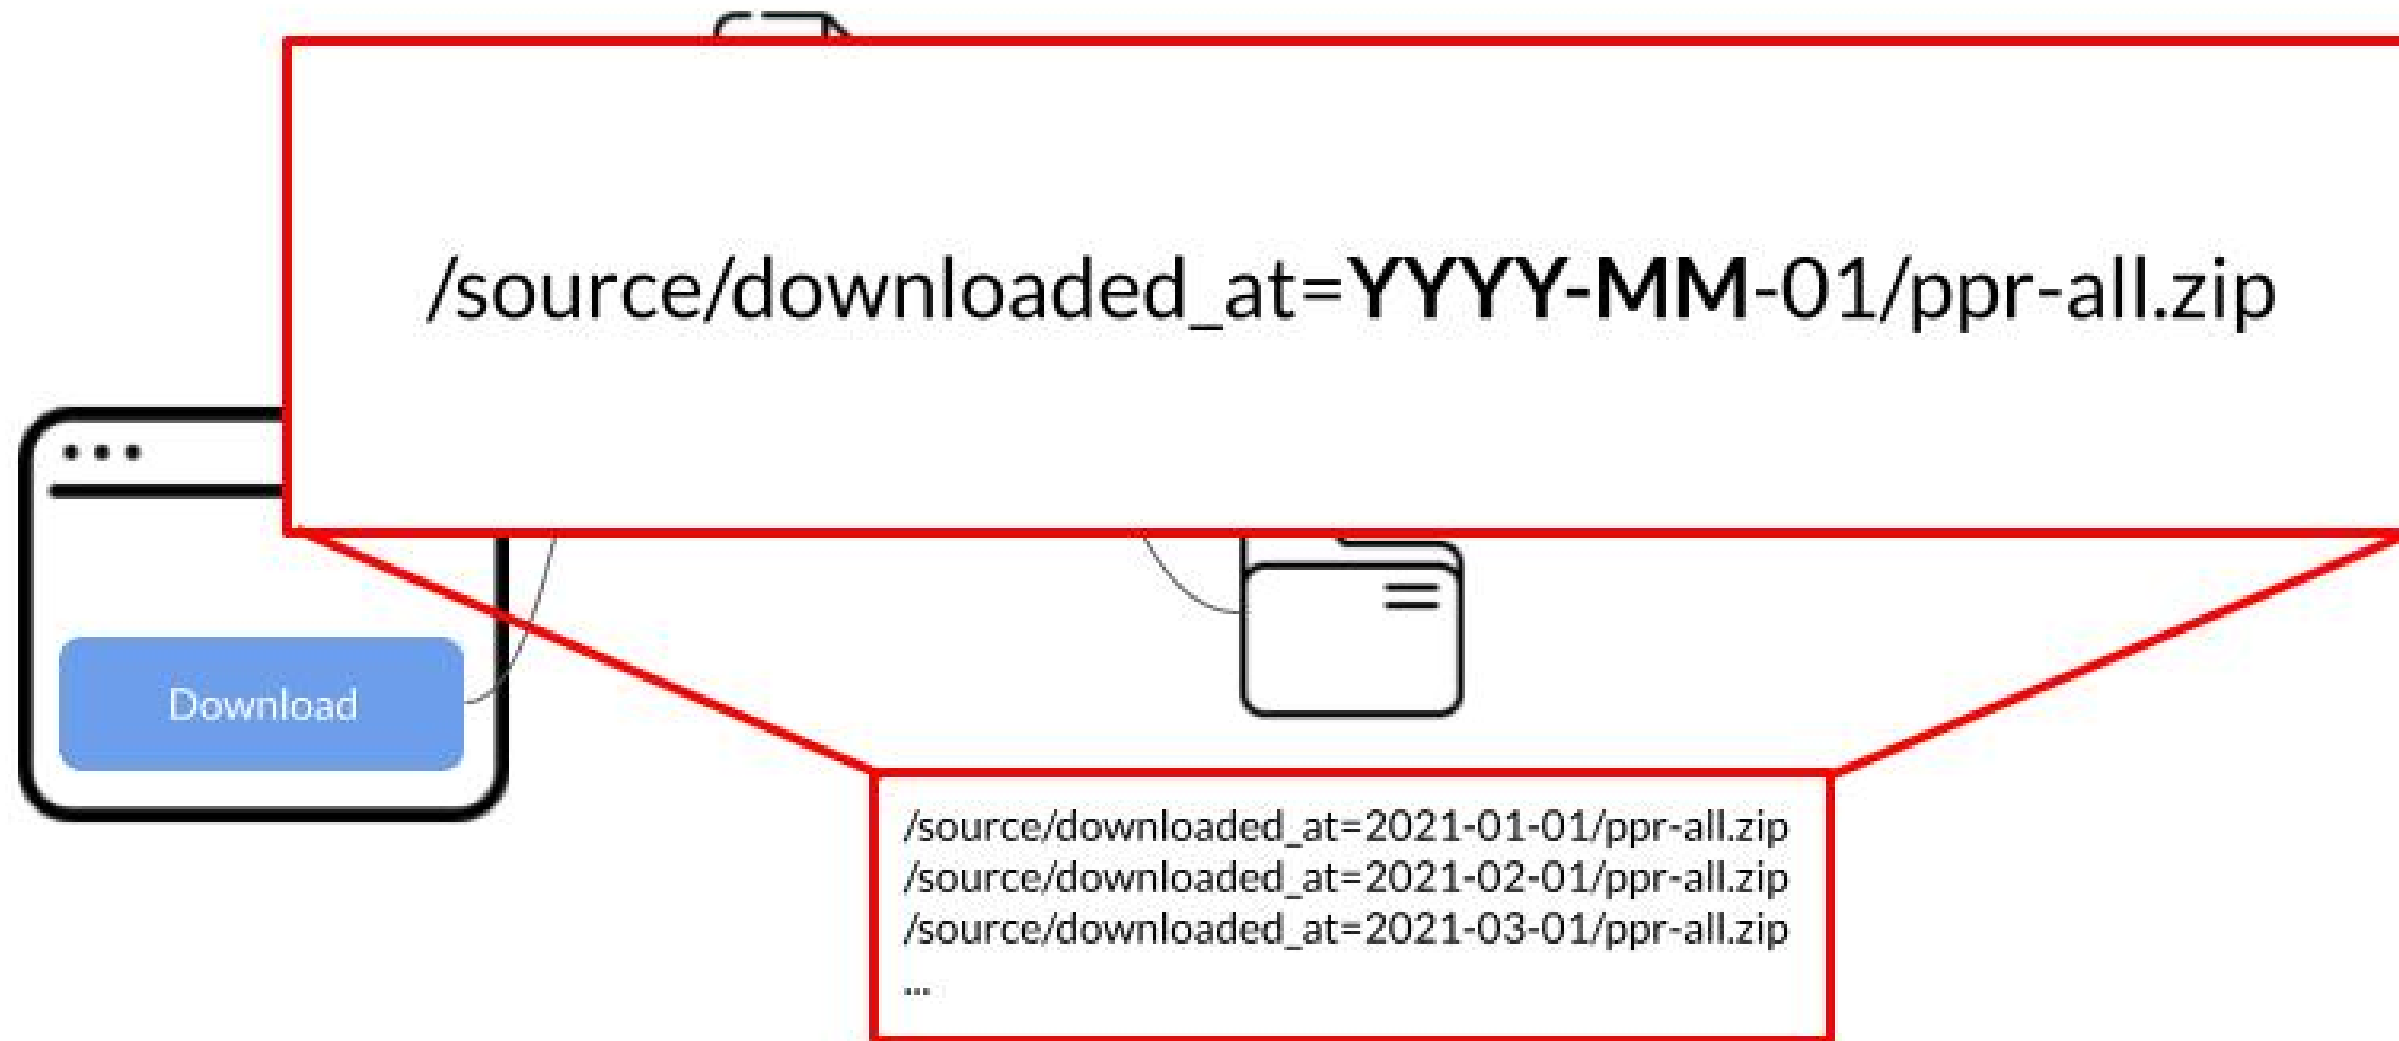 /source/downloaded_at=YYYY-MM-01/ppr-all.zip
Download
/source/downloaded_at=2021-01-01/ppr-all.zip
/source/downloaded_at=2021-02-01/ppr-all.zip
/source/downloaded_at=2021-03-01/ppr-all.zip
...